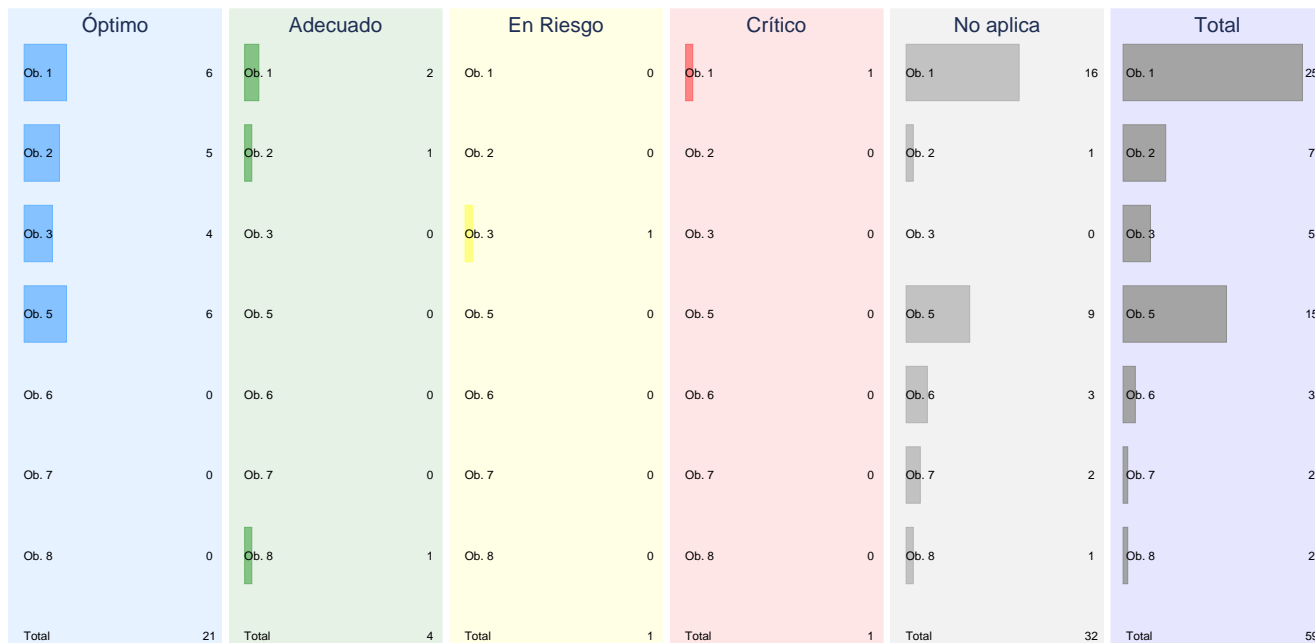 Óptimo Adecuado En Riesgo Crítico No aplica Total
Ob. 1 6 Ob. 1 2 Ob. 1 0 Ob. 1 1 Ob. 1 16 Ob. 1 25
Ob. 2 5 Ob. 2 1 Ob. 2 0 Ob. 2 0 Ob. 2 1 Ob. 2 7
Ob. 3 4 Ob. 3 0 Ob. 3 1 Ob. 3 0 Ob. 3 0 Ob. 3 5
Ob. 5 6 Ob. 5 0 Ob. 5 0 Ob. 5 0 Ob. 5 9 Ob. 5 15
Ob. 6 0 Ob. 6 0 Ob. 6 0 Ob. 6 0 Ob. 6 3 Ob. 6 3
Ob. 7 0 Ob. 7 0 Ob. 7 0 Ob. 7 0 Ob. 7 2 Ob. 7 2
Ob. 8 0 Ob. 8 1 Ob. 8 0 Ob. 8 0 Ob. 8 1 Ob. 8 2
Total 21 Total 4 Total 1 Total 1 Total 32 Total